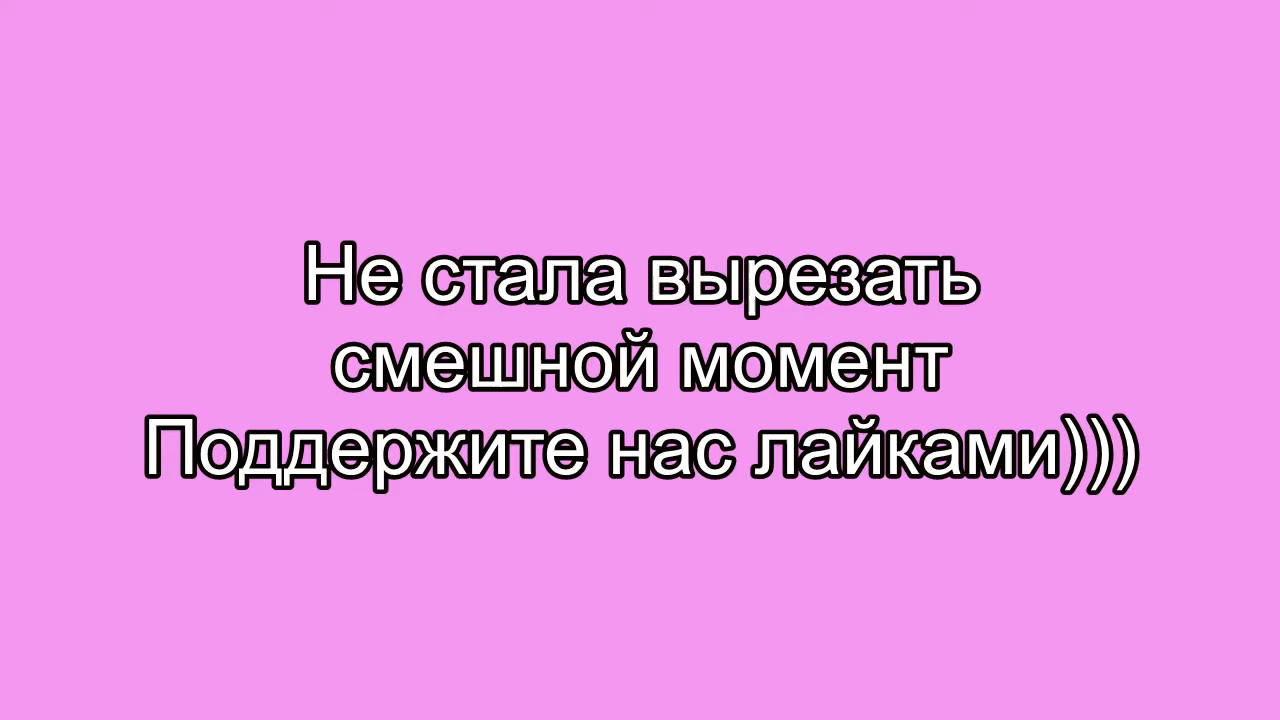 Не стала вырезать
смешной момент
Поддержите нас лайками)))